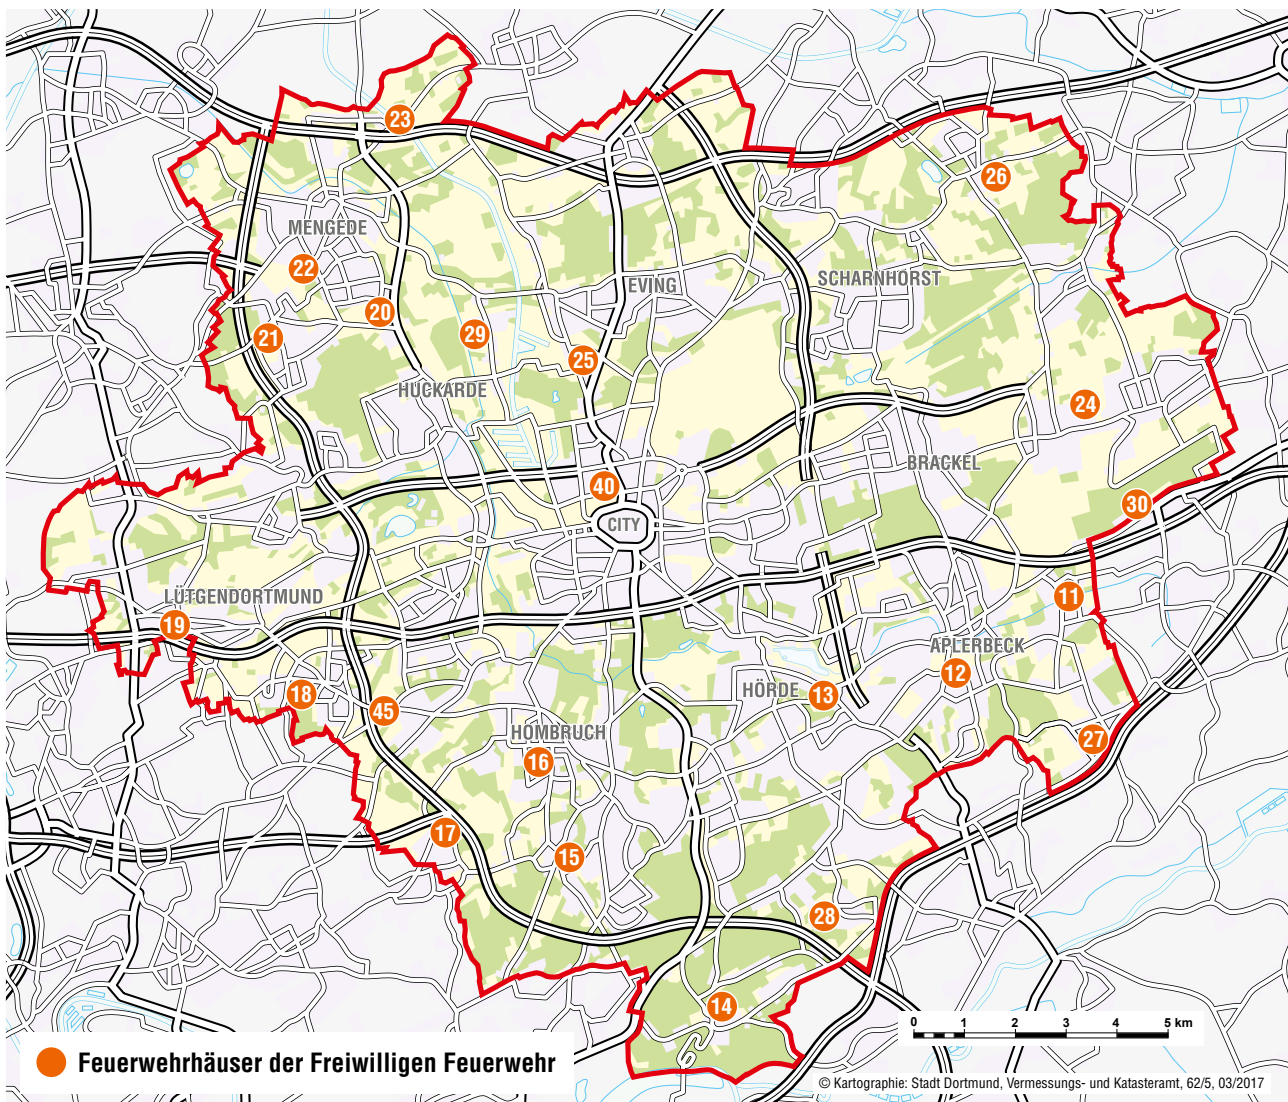 23
26
MENGEDE
22
EVING
SCHARNHORST
20
21
29
25
HUCKARDE
24
BRACKEL
40
30
CITY
LÜTGENDORTMUND
11
19
APLERBECK
12
HÖRDE
13
18
45
HOMBRUCH
27
16
17
15
28
14
0 1 2 3 4 5 km
Feuerwehrhäuser der Freiwilligen Feuerwehr
© Kartographie: Stadt Dortmund, Vermessungs- und Katasteramt, 62/5, 03/2017